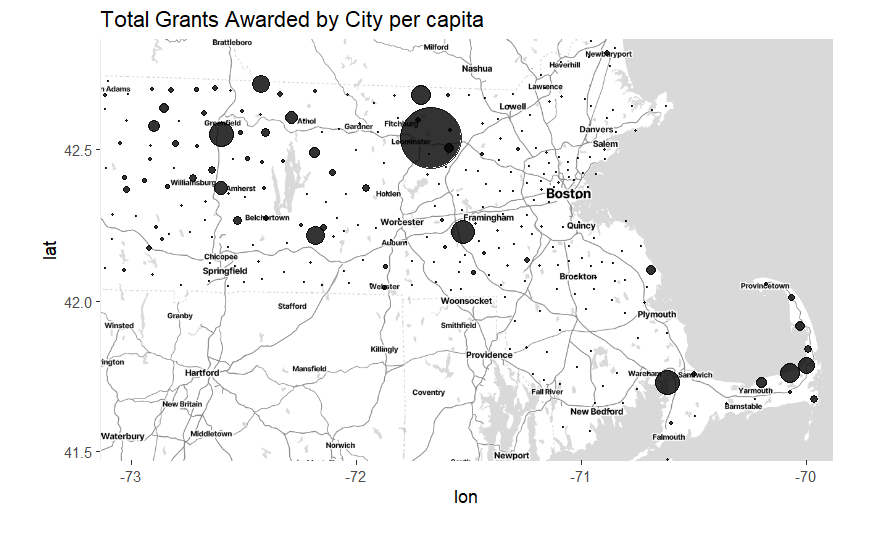 Total Grants Awarded by City per capita
Brattleboro
Milford
Newburyport
Nashua
Haverhill
n Adams
Lawrence
Lowell
Greenfield
Athol
Gardner
Fitchburg
Danvers
Leominster
Salem
42.5
Williamsburg
Amherst
Holden
Boston
Belchertown
Worcester
Framingham
Quincy
Auburn
Chicopee
Springfield
Brockton
Webster
Provincetown
42.0
Stafford
Woonsocket
Granby
Plymouth
Winsted
Smithfield
Killingly
Providence
ington
Hartford
Mansfield
Wareham
Sandwich
Coventry
Fall River
Yarmouth
New Britain
Barnstable
New Bedford
Waterbury
Middletown
Falmouth
Norwich
41.5
Newport
-73
-72
-71
-70
lon
lat